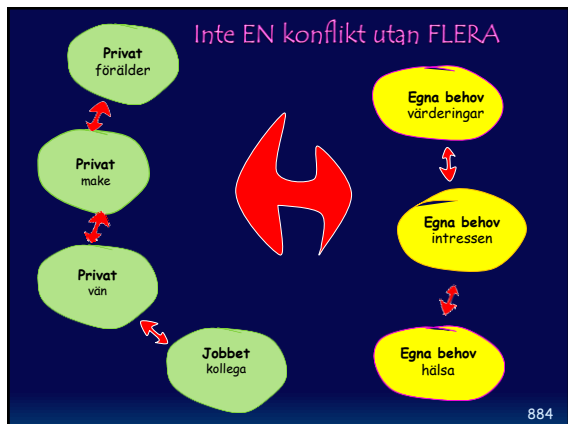 Inte EN konflikt utan FLERA
Privat
förälder
Privat
make
Privat
vän
Jobbet
kollega
Egna behov
värderingar
Egna behov
intressen
Egna behov
hälsa
884